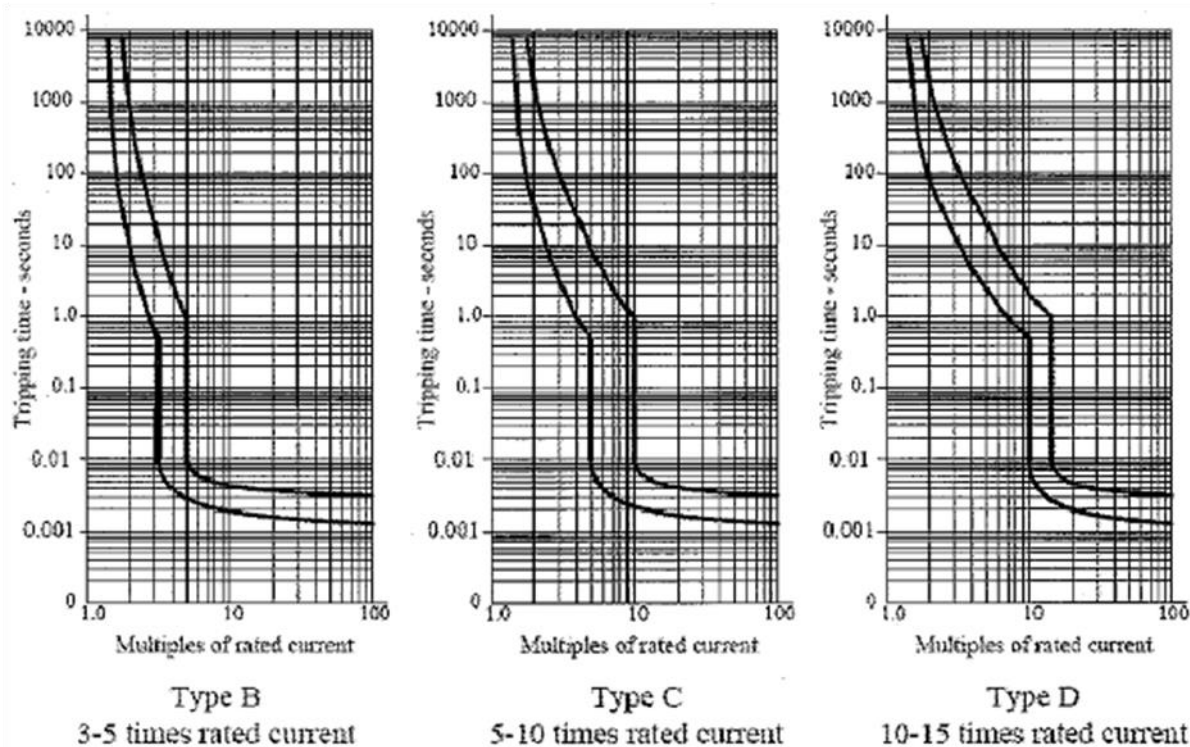 10000
1000
100
10
1.0
0.1
0.01
0.001
0
Tripping time - seconds
1.0 10 100
Multiples of rated current
Type B
3-5 times rated current
10000
1000
100
10
1.0
0.1
0.01
0.001
0
Tripping time - seconds
1.0 10 100
Multiples of rated current
Type C
5-10 times rated current
10000
1000
100
10
1.0
0.1
0.01
0.001
0
Tripping time - seconds
1.0 10 100
Multiples of rated current
Type D
10-15 times rated current